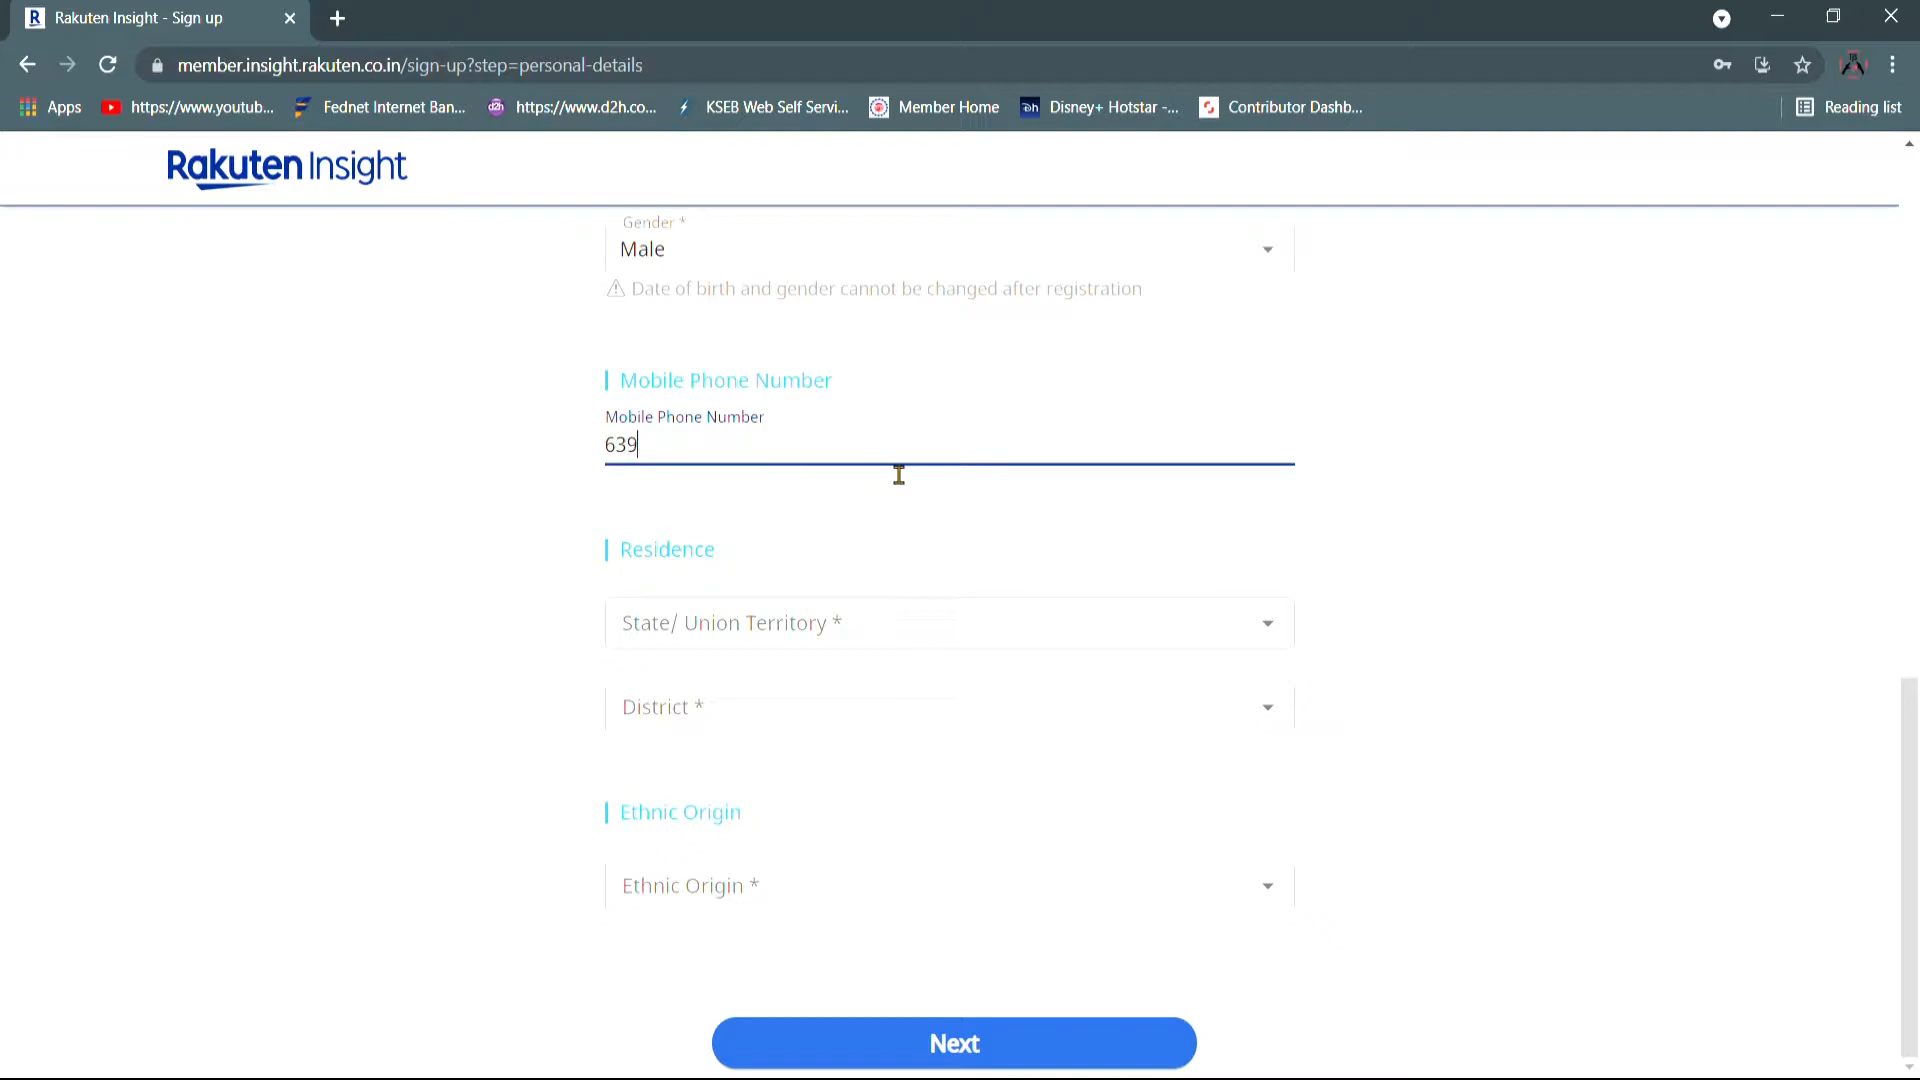 Rakuten Insight - Sign up
member.insight.rakuten.co.in/sign-up?step=personal-details
Apps
https://www.youtub...
Fednet Internet Ban...
https://www.d2h.co...
KSEB Web Self Servi...
Member Home
Disney+ Hotstar -...
Contributor Dashb...
Reading list
Rakuten Insight
Gender *
Male
Date of birth and gender cannot be changed after registration
Mobile Phone Number
Mobile Phone Number
639
Residence
State/ Union Territory *
District *
Ethnic Origin
Ethnic Origin *
Next